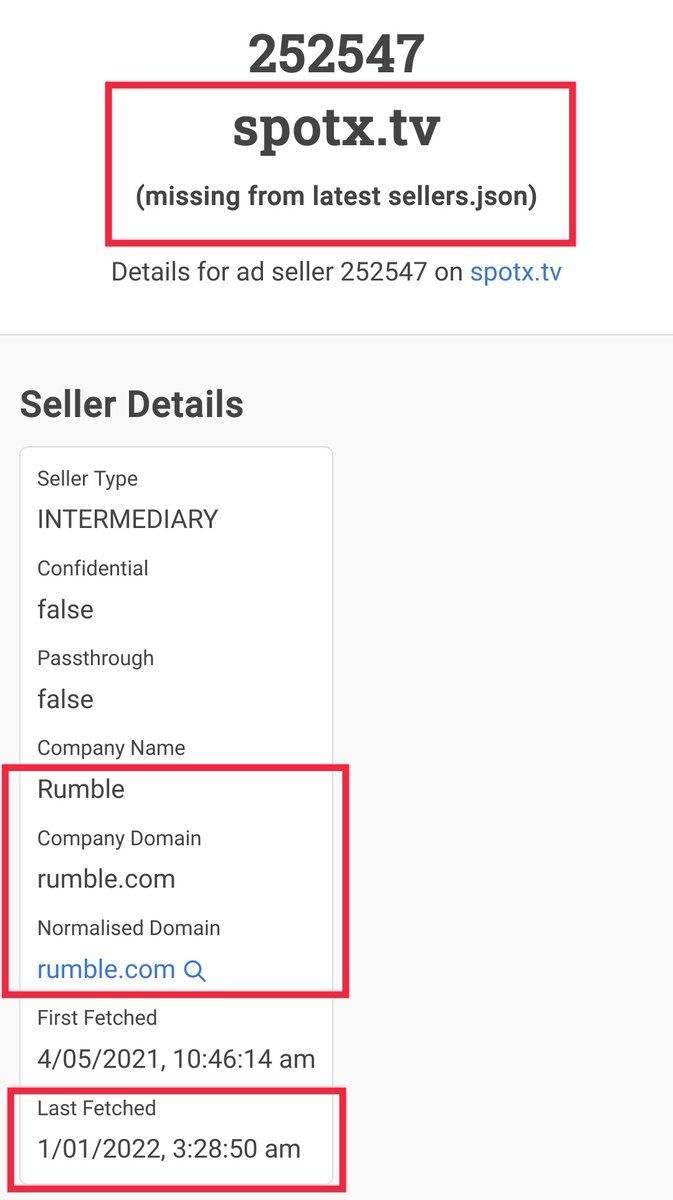 252547
spotx.tv
(missing from latest sellers.json)
Details for ad seller 252547 on spotx.tv
Seller Details
Seller Type
INTERMEDIARY
Confidential
false
Passthrough
false
Company Name
Rumble
Company Domain
rumble.com
Normalised Domain
rumble.com
First Fetched
4/05/2021, 10:46:14 am
Last Fetched
1/01/2022, 3:28:50 am